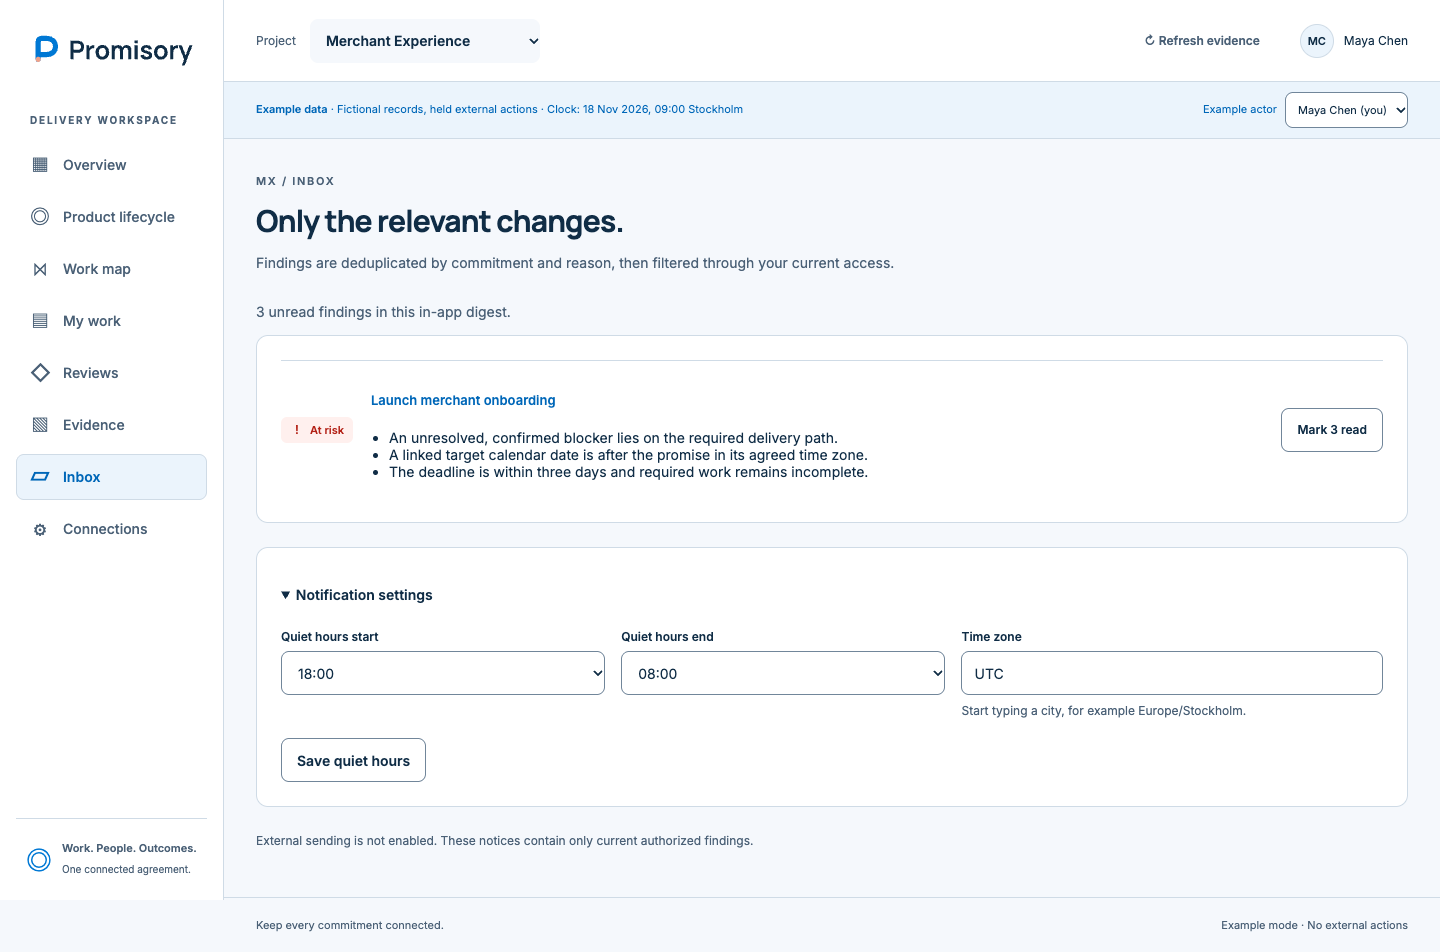 Promisory
Project
Merchant Experience
↻ Refresh evidence
MC
Maya Chen
Example data · Fictional records, held external actions · Clock: 18 Nov 2026, 09:00 Stockholm
Example actor
Maya Chen (you)
DELIVERY WORKSPACE
Overview
Product lifecycle
Work map
My work
Reviews
Evidence
Inbox
Connections
Work. People. Outcomes.
One connected agreement.
MX / INBOX
Only the relevant changes.
Findings are deduplicated by commitment and reason, then filtered through your current access.
3 unread findings in this in-app digest.
! At risk
Launch merchant onboarding
• An unresolved, confirmed blocker lies on the required delivery path.
• A linked target calendar date is after the promise in its agreed time zone.
• The deadline is within three days and required work remains incomplete.
Mark 3 read
▼ Notification settings
Quiet hours start
18:00
Quiet hours end
08:00
Time zone
UTC
Start typing a city, for example Europe/Stockholm.
Save quiet hours
External sending is not enabled. These notices contain only current authorized findings.
Keep every commitment connected.
Example mode · No external actions